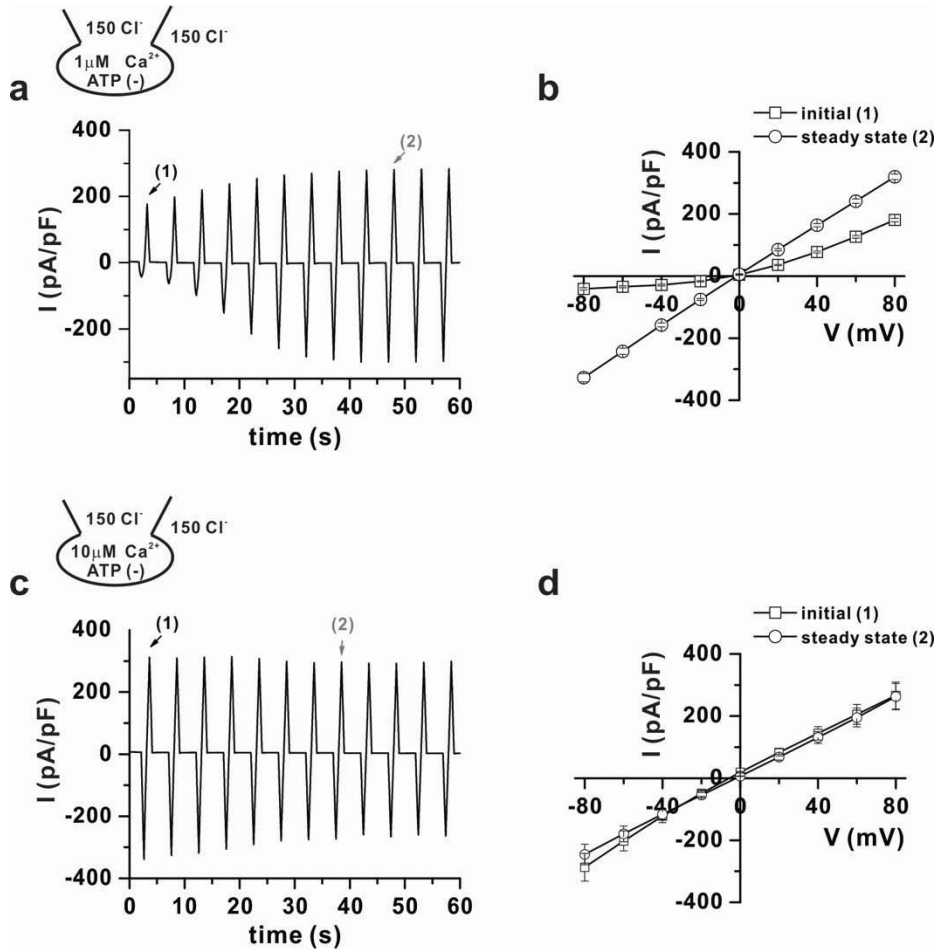 150 Cl⁻
150 Cl⁻
1μM Ca²⁺
ATP (-)
a
b
initial (1)
steady state (2)
400
200
0
-200
I (pA/pF)
(1)
(2)
0 10 20 30 40 50 60
time (s)
400
200
0
-200
-400
I (pA/pF)
-80 -40 0 40 80
V (mV)
150 Cl⁻
150 Cl⁻
10μM Ca²⁺
ATP (-)
c
d
initial (1)
steady state (2)
400
200
0
-200
-400
I (pA/pF)
(1)
(2)
0 10 20 30 40 50 60
time (s)
400
200
0
-200
-400
I (pA/pF)
-80 -40 0 40 80
V (mV)